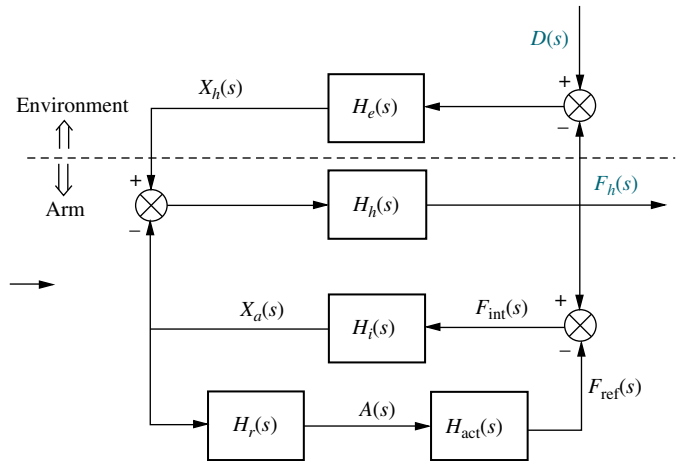 D(s)
+
X_h(s)
H_e(s)
Environment
−
+
F_h(s)
H_h(s)
Arm
−
+
X_a(s)
F_int(s)
H_i(s)
−
F_ref(s)
A(s)
H_r(s)
H_act(s)